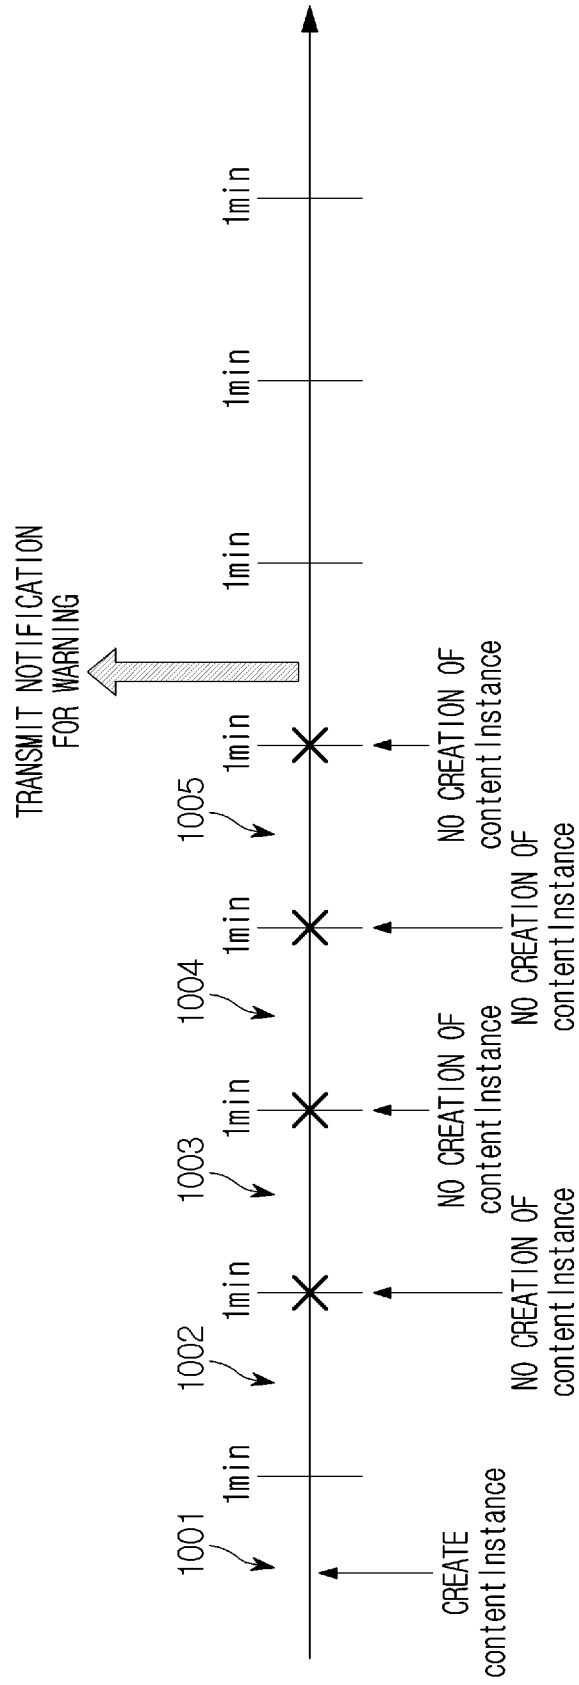 TRANSMIT NOTIFICATION
FOR WARNING
1001
1min
1002
1min
1003
1min
1004
1min
1005
1min
1min
1min
1min
CREATE
contentInstance
NO CREATION OF
contentInstance
NO CREATION OF
contentInstance
NO CREATION OF
contentInstance
NO CREATION OF
contentInstance